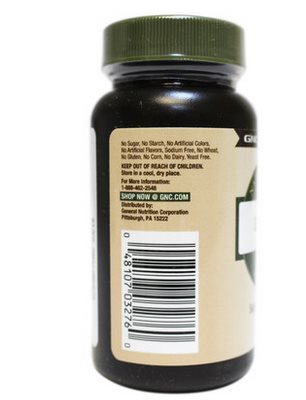 GNC
No Sugar, No Starch, No Artificial Colors,
No Artificial Flavors, Sodium Free, No Wheat,
No Gluten, No Corn, No Dairy, Yeast Free.
KEEP OUT OF REACH OF CHILDREN.
Store in a cool, dry place.
For More Information:
1-888-462-2548
SHOP NOW @ GNC.COM
Distributed by:
General Nutrition Corporation
Pittsburgh, PA 15222
0 48107 03276 0